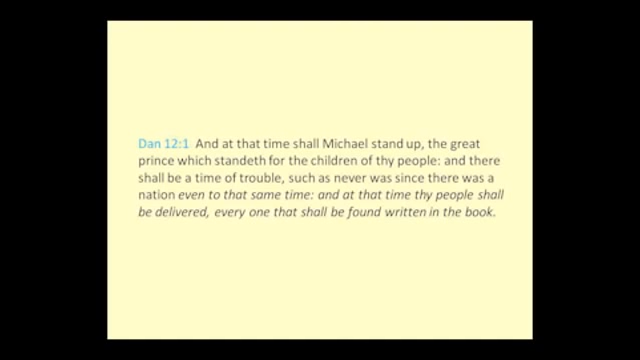 Dan 12:1 And at that time shall Michael stand up, the great
prince which standeth for the children of thy people: and there
shall be a time of trouble, such as never was since there was a
nation even to that same time: and at that time thy people shall
be delivered, every one that shall be found written in the book.